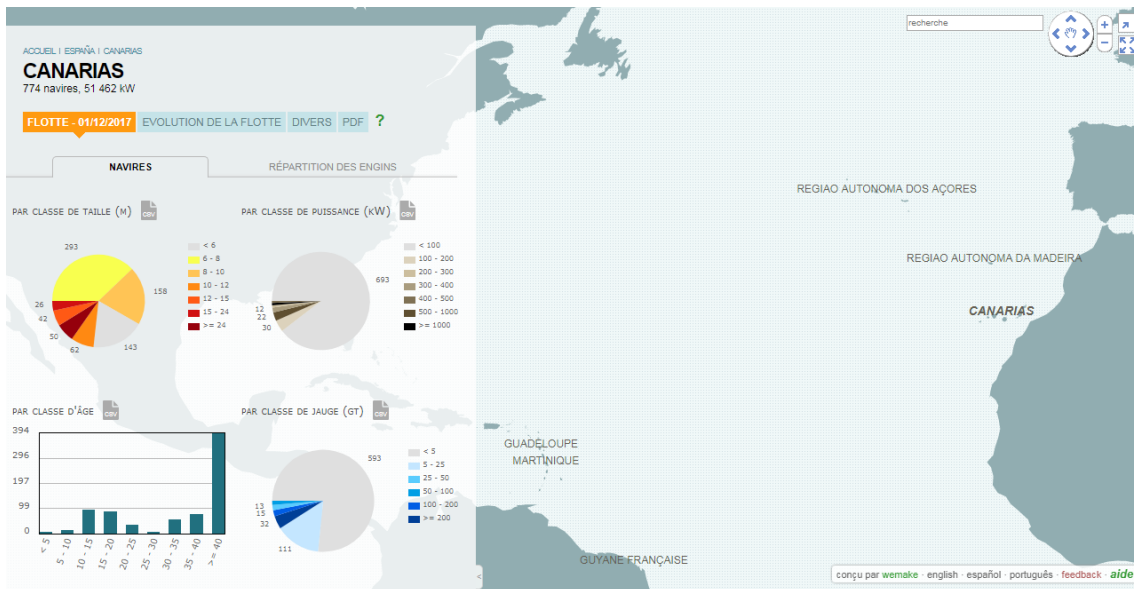 ACCUEIL | ESPAÑA | CANARIAS
CANARIAS
774 navires, 51 462 kW
FLOTTE - 01/12/2017 EVOLUTION DE LA FLOTTE DIVERS PDF ?
NAVIRES RÉPARTITION DES ENGINS
PAR CLASSE DE TAILLE (M) CSV
293
158
143
62
50
42
26
< 6
6 - 8
8 - 10
10 - 12
12 - 15
15 - 24
>= 24
PAR CLASSE DE PUISSANCE (KW) CSV
693
12
22
30
< 100
100 - 200
200 - 300
300 - 400
400 - 500
500 - 1000
>= 1000
PAR CLASSE D'ÂGE CSV
394
296
197
99
0
< 5
5 - 10
10 - 15
15 - 20
20 - 25
25 - 30
30 - 35
35 - 40
>= 40
PAR CLASSE DE JAUGE (GT) CSV
593
13
15
32
111
< 5
5 - 25
25 - 50
50 - 100
100 - 200
>= 200
recherche
+
−
REGIAO AUTONOMA DOS AÇORES
REGIAO AUTONOMA DA MADEIRA
CANARIAS
GUADELOUPE
MARTINIQUE
GUYANE FRANÇAISE
<
conçu par wemake · english · español · português · feedback · aide